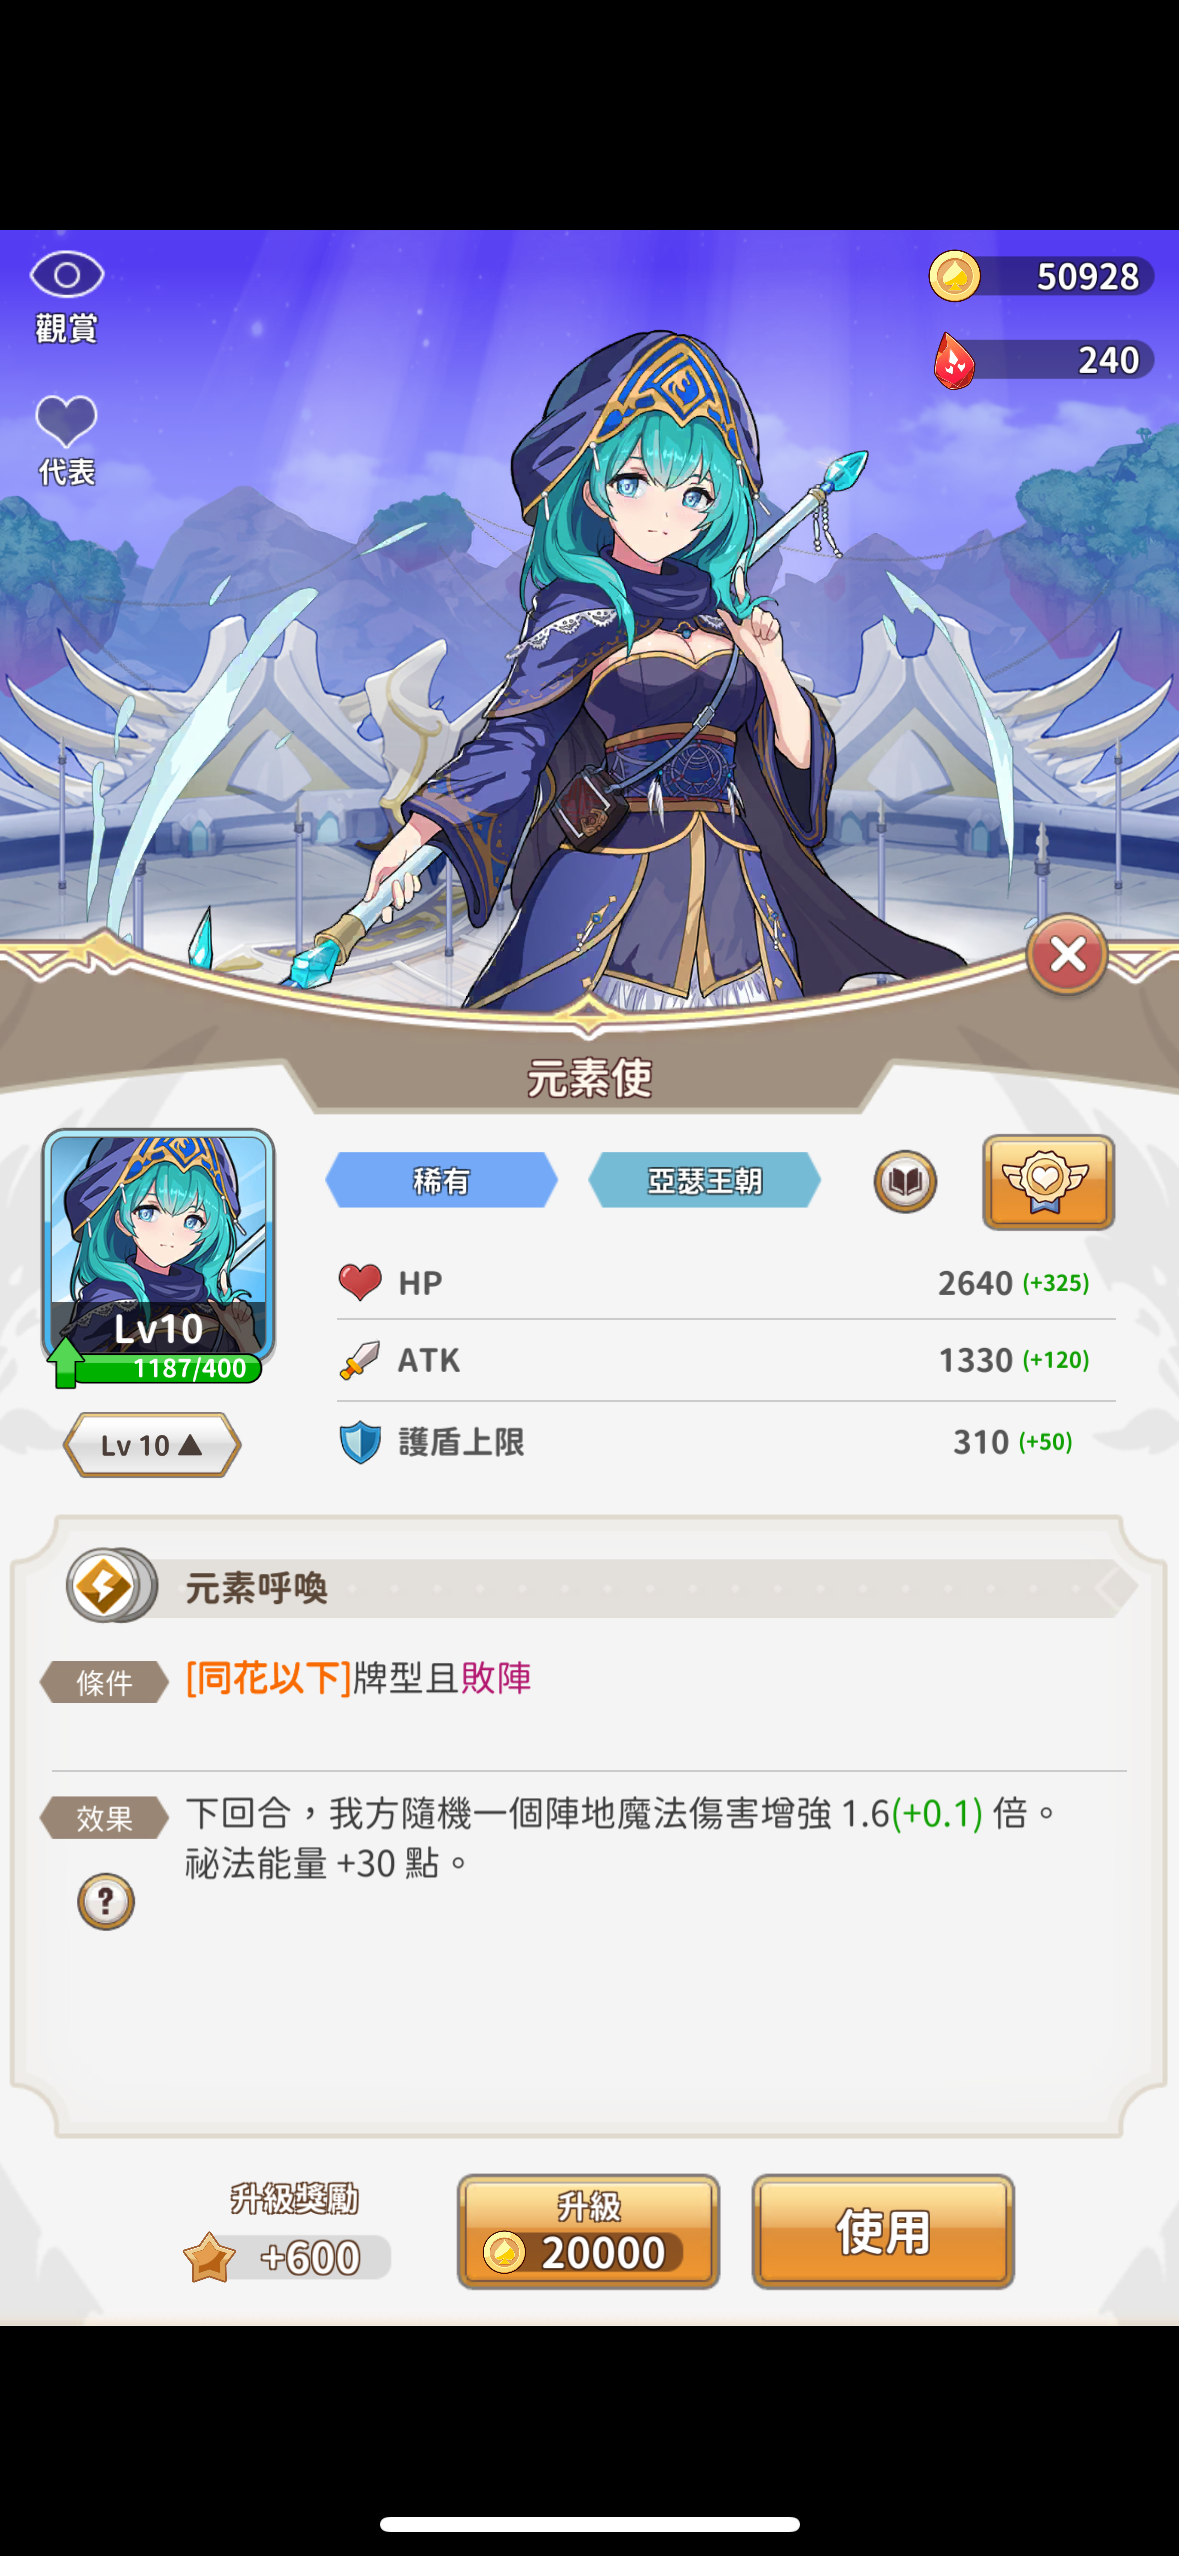 觀賞
50928
240
代表
元素使
稀有
亞瑟王朝
HP
2640 (+325)
Lv10
1187/400
ATK
1330 (+120)
Lv 10 ▲
護盾上限
310 (+50)
元素呼喚
條件
[同花以下]牌型且敗陣
效果
下回合，我方隨機一個陣地魔法傷害增強 1.6(+0.1) 倍。
祕法能量 +30 點。
?
升級獎勵
+600
升級
20000
使用